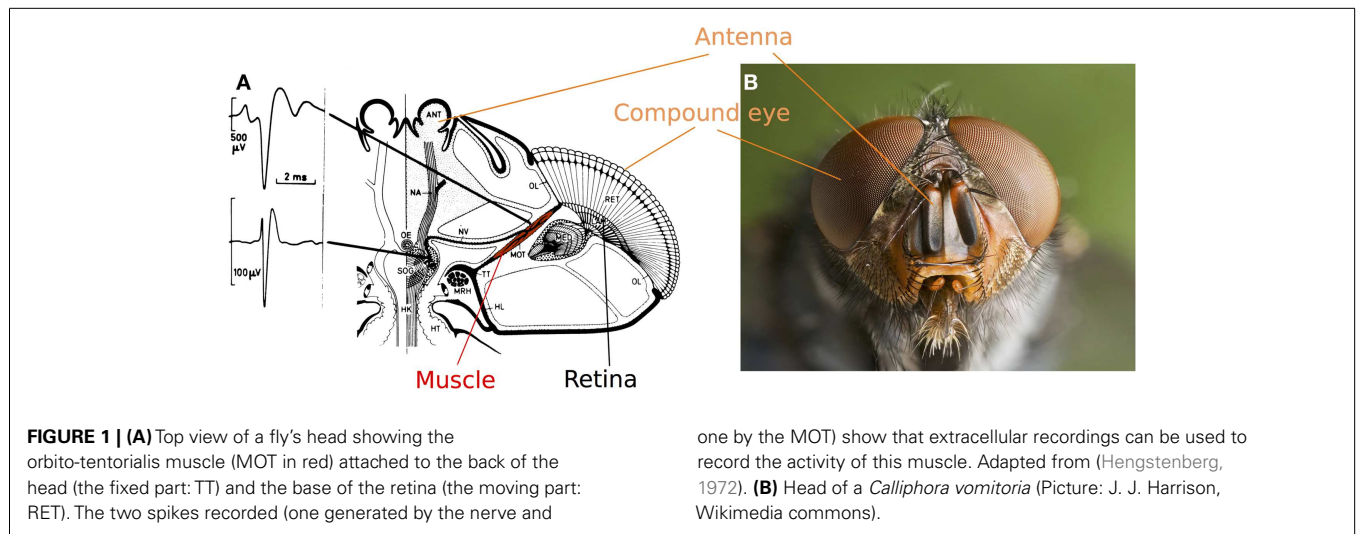 Antenna
A
B
Compound eye
500
μV
2 ms
100μV
ANT
OL
NA
RET
NV
OE
MOT
SOG
TT
MRH
HL
OL
HK
HT
Muscle
Retina
FIGURE 1 | (A) Top view of a fly's head showing the
orbito-tentorialis muscle (MOT in red) attached to the back of the
head (the fixed part: TT) and the base of the retina (the moving part:
RET). The two spikes recorded (one generated by the nerve and
one by the MOT) show that extracellular recordings can be used to
record the activity of this muscle. Adapted from (Hengstenberg,
1972). (B) Head of a Calliphora vomitoria (Picture: J. J. Harrison,
Wikimedia commons).